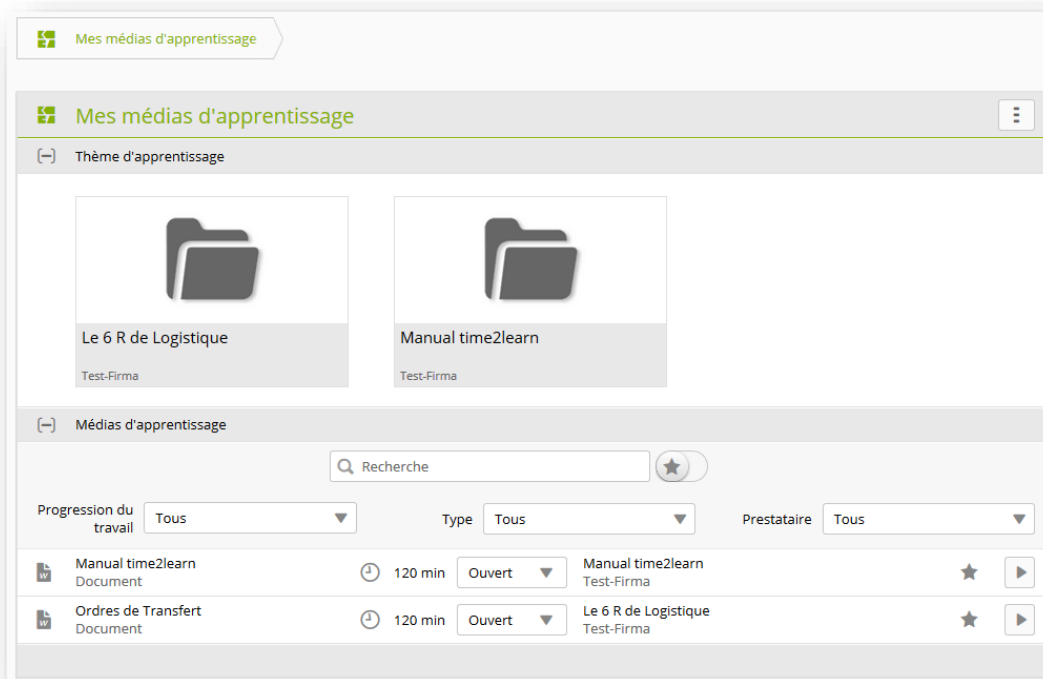 Mes médias d'apprentissage
Mes médias d'apprentissage
Thème d'apprentissage
Le 6 R de Logistique
Test-Firma
Manual time2learn
Test-Firma
Médias d'apprentissage
Recherche
Progression du
travail
Tous
Type
Tous
Prestataire
Tous
Manual time2learn
Document
120 min
Ouvert
Manual time2learn
Test-Firma
Ordres de Transfert
Document
120 min
Ouvert
Le 6 R de Logistique
Test-Firma